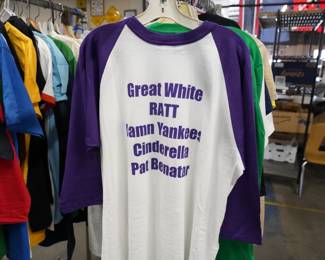 Great White
RATT
Damn Yankees
Cinderella
Pat Benatar